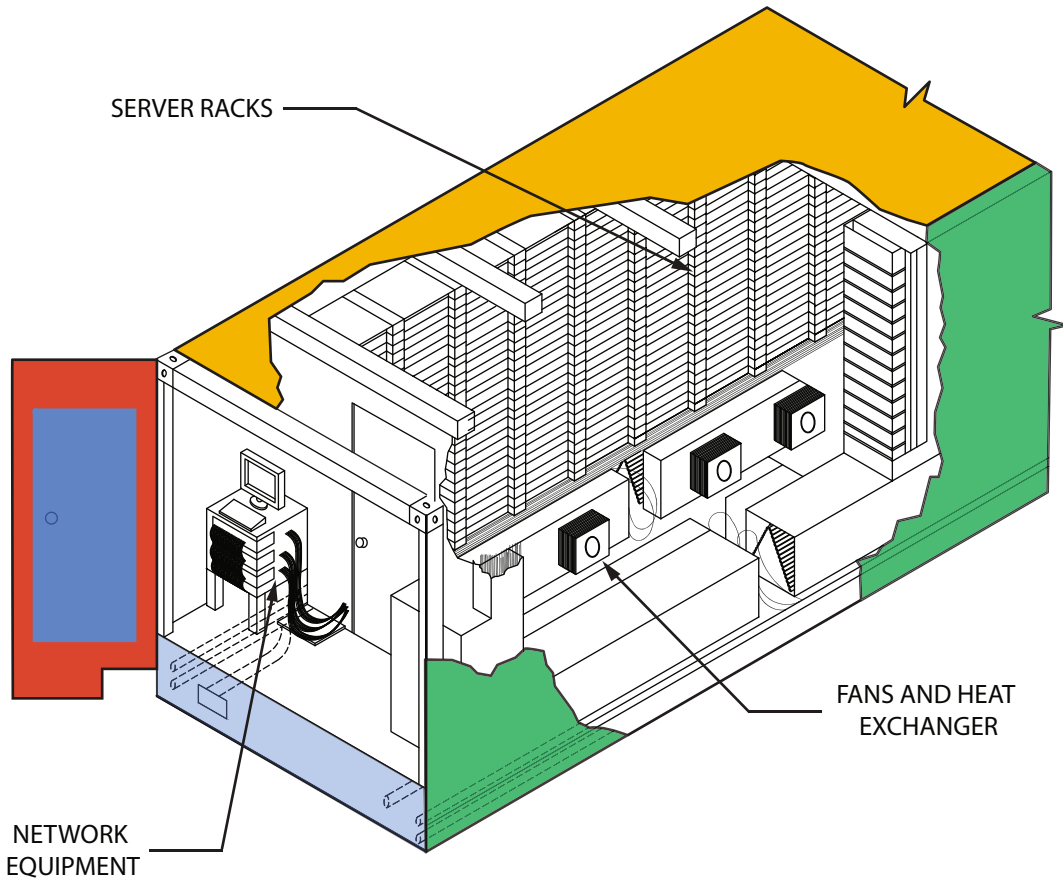 SERVER RACKS
FANS AND HEAT
EXCHANGER
NETWORK
EQUIPMENT